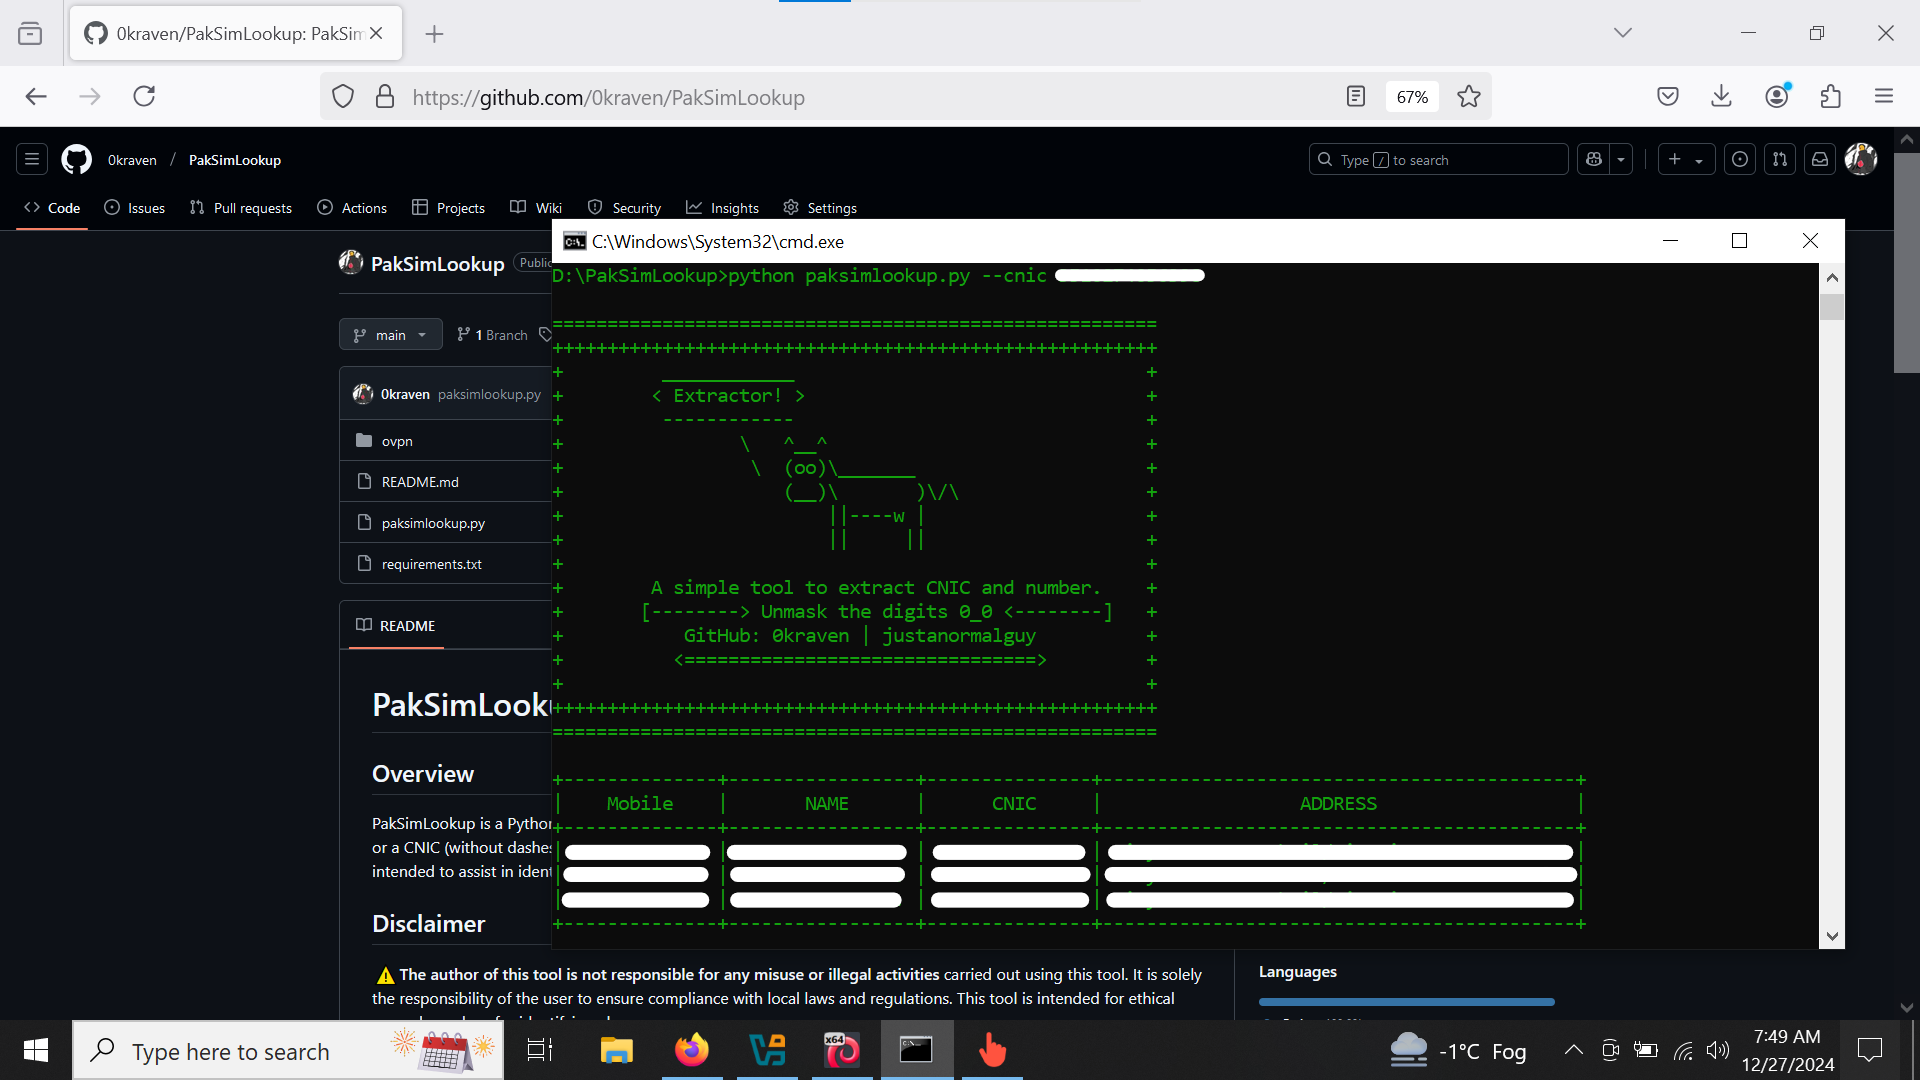 0kraven/PakSimLookup: PakSim
https://github.com/0kraven/PakSimLookup
67%
0kraven / PakSimLookup
Type / to search
Code Issues Pull requests Actions Projects Wiki Security Insights Settings
PakSimLookup Public
main 1 Branch
0kraven paksimlookup.py
ovpn
README.md
paksimlookup.py
requirements.txt
README
PakSimLooku
Overview
PakSimLookup is a Python
or a CNIC (without dashes
intended to assist in ident
Disclaimer
⚠ The author of this tool is not responsible for any misuse or illegal activities carried out using this tool. It is solely
the responsibility of the user to ensure compliance with local laws and regulations. This tool is intended for ethical
Languages
C:\Windows\System32\cmd.exe
D:\PakSimLookup>python paksimlookup.py --cnic
=======================================================
+++++++++++++++++++++++++++++++++++++++++++++++++++++++
< Extractor! >
------------
\   ^__^
\  (oo)\_______
(__)\       )\/\
||----w |
||     ||
A simple tool to extract CNIC and number.
[--------> Unmask the digits 0_0 <--------]
GitHub: 0kraven | justanormalguy
<================================>
+++++++++++++++++++++++++++++++++++++++++++++++++++++++
=======================================================
| Mobile | NAME | CNIC | ADDRESS |
Type here to search
-1°C Fog
7:49 AM
12/27/2024